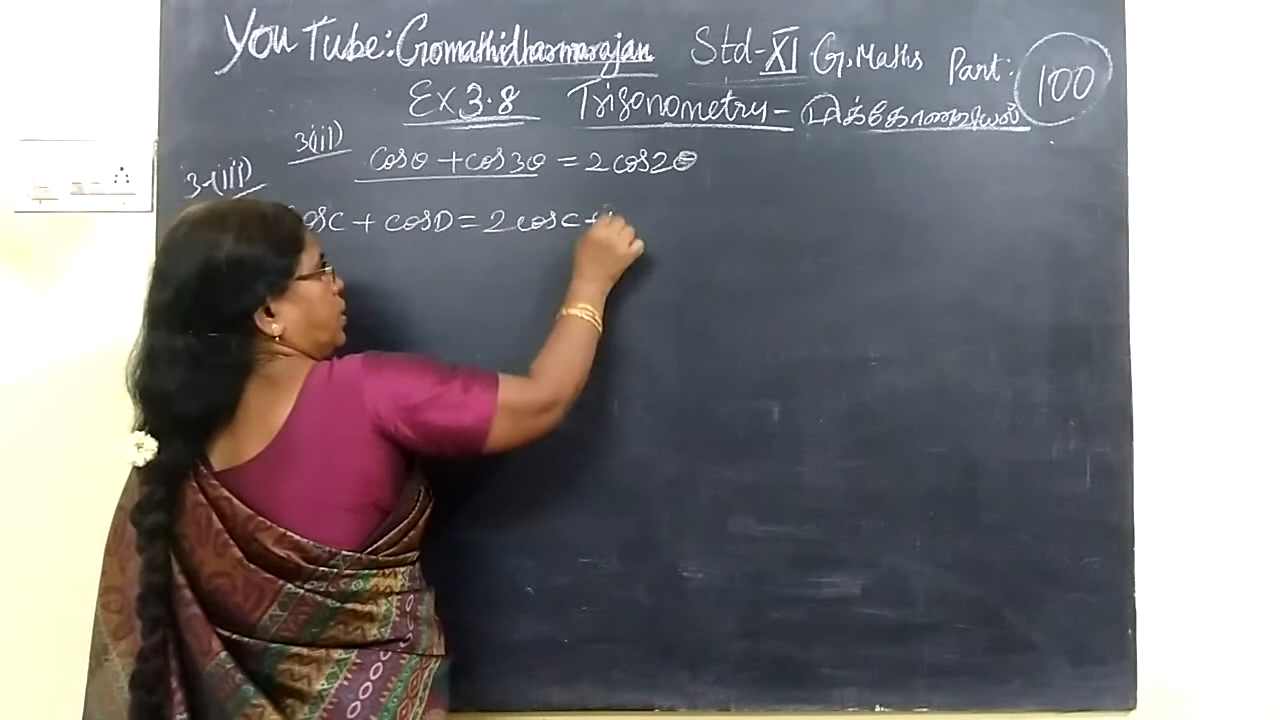 You Tube: Gomathidharmarajan Std-XI G.Maths Part: 100
Ex 3.8 Trigonometry - முக்கோணவியல்
3(ii) cosθ + cos3θ = 2cos2θ
3-(iii)
cosC + cosD = 2cosC+